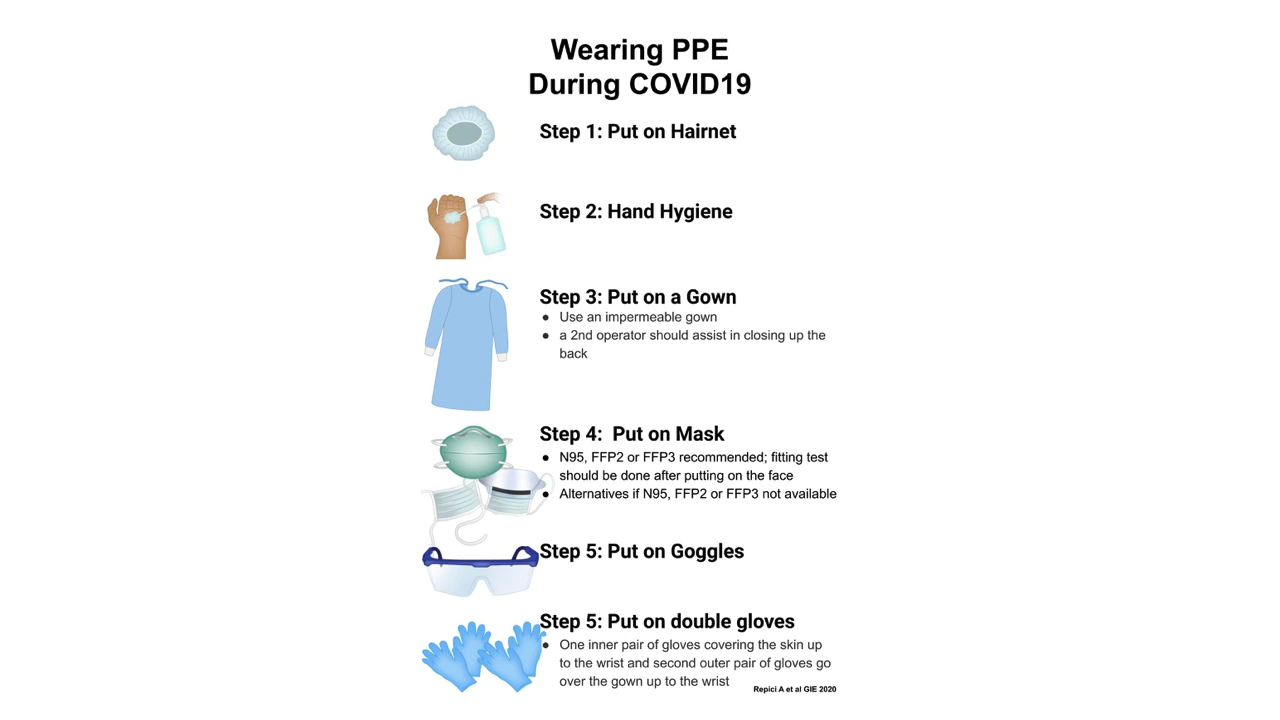 Wearing PPE
During COVID19
Step 1: Put on Hairnet
Step 2: Hand Hygiene
Step 3: Put on a Gown
● Use an impermeable gown
● a 2nd operator should assist in closing up the
back
Step 4:  Put on Mask
● N95, FFP2 or FFP3 recommended; fitting test
should be done after putting on the face
● Alternatives if N95, FFP2 or FFP3 not available
Step 5: Put on Goggles
Step 5: Put on double gloves
● One inner pair of gloves covering the skin up
to the wrist and second outer pair of gloves go
over the gown up to the wrist
Repici A et al GIE 2020